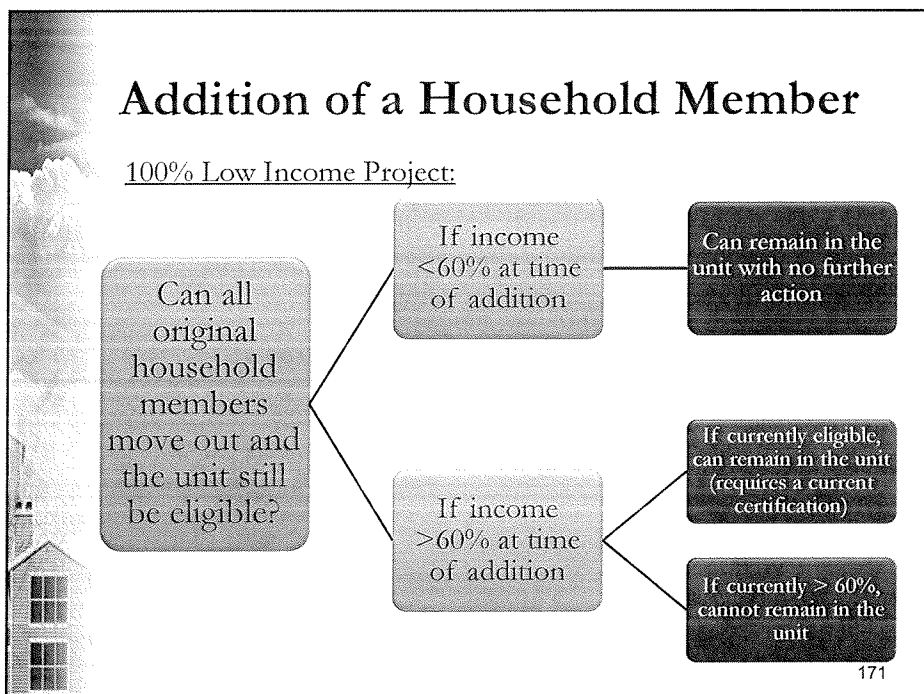 Addition of a Household Member
100% Low Income Project:
Can all
original
household
members
move out and
the unit still
be eligible?
If income
<60% at time
of addition
Can remain in the
unit with no further
action
If income
>60% at time
of addition
If currently eligible,
can remain in the unit
(requires a current
certification)
If currently > 60%,
cannot remain in the
unit
171